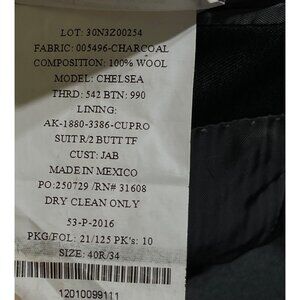 LOT: 30N3Z00254
FABRIC: 005496-CHARCOAL
COMPOSITION: 100% WOOL
MODEL: CHELSEA
THRD: 542 BTN: 990
LINING:
AK-1880-3386-CUPRO
SUIT R/2 BUTT TF
CUST: JAB
MADE IN MEXICO
PO:250729 /RN# 31608
DRY CLEAN ONLY
53-P-2016
PKG/FOL: 21/125 PK's: 10
SIZE: 40R/34
12010099111